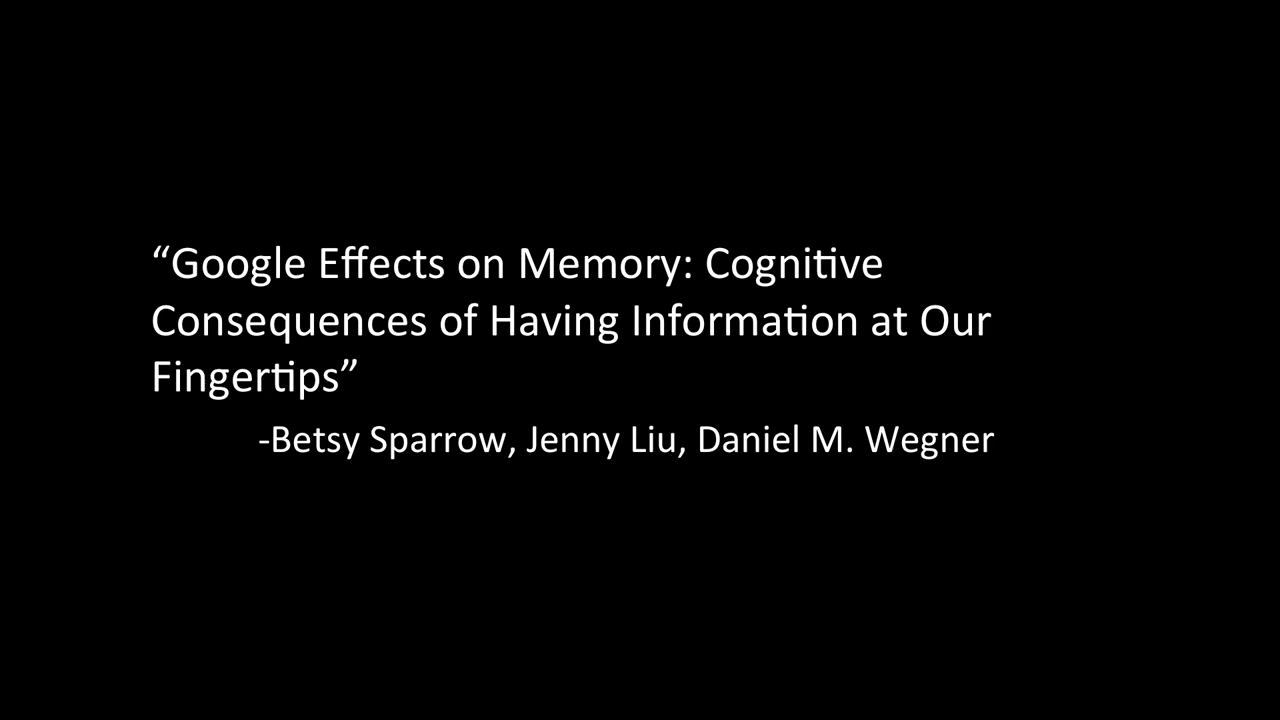 “Google Effects on Memory: Cognitive
Consequences of Having Information at Our
Fingertips”
-Betsy Sparrow, Jenny Liu, Daniel M. Wegner